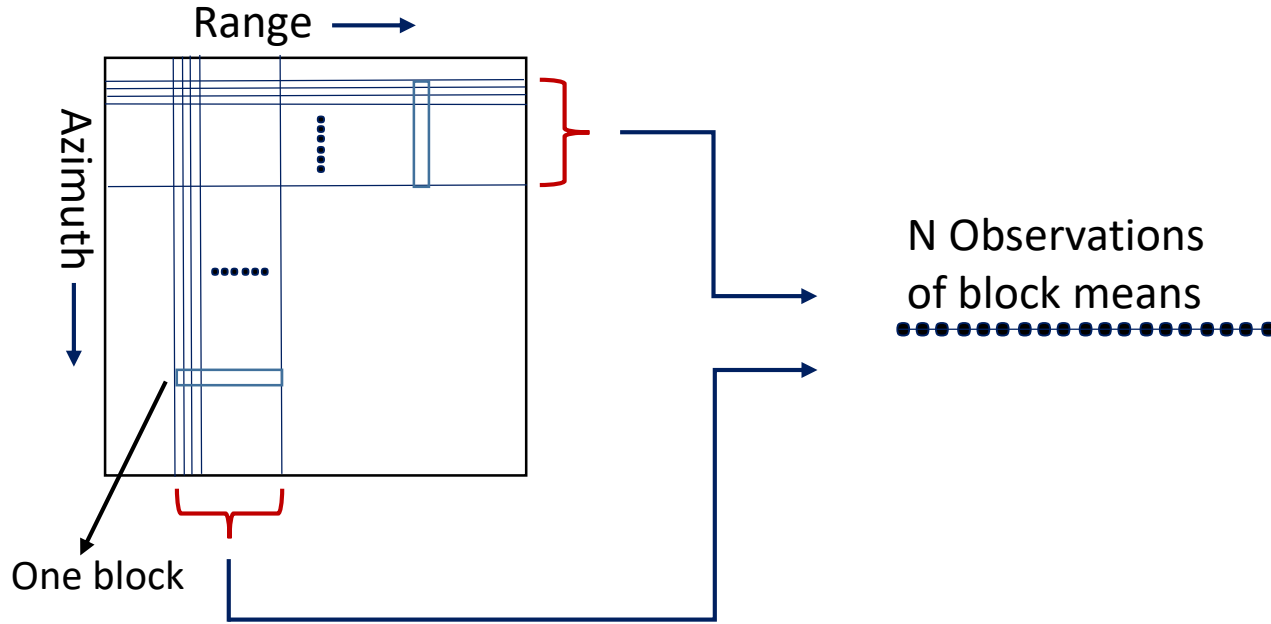 Range
Azimuth
N Observations
of block means
One block